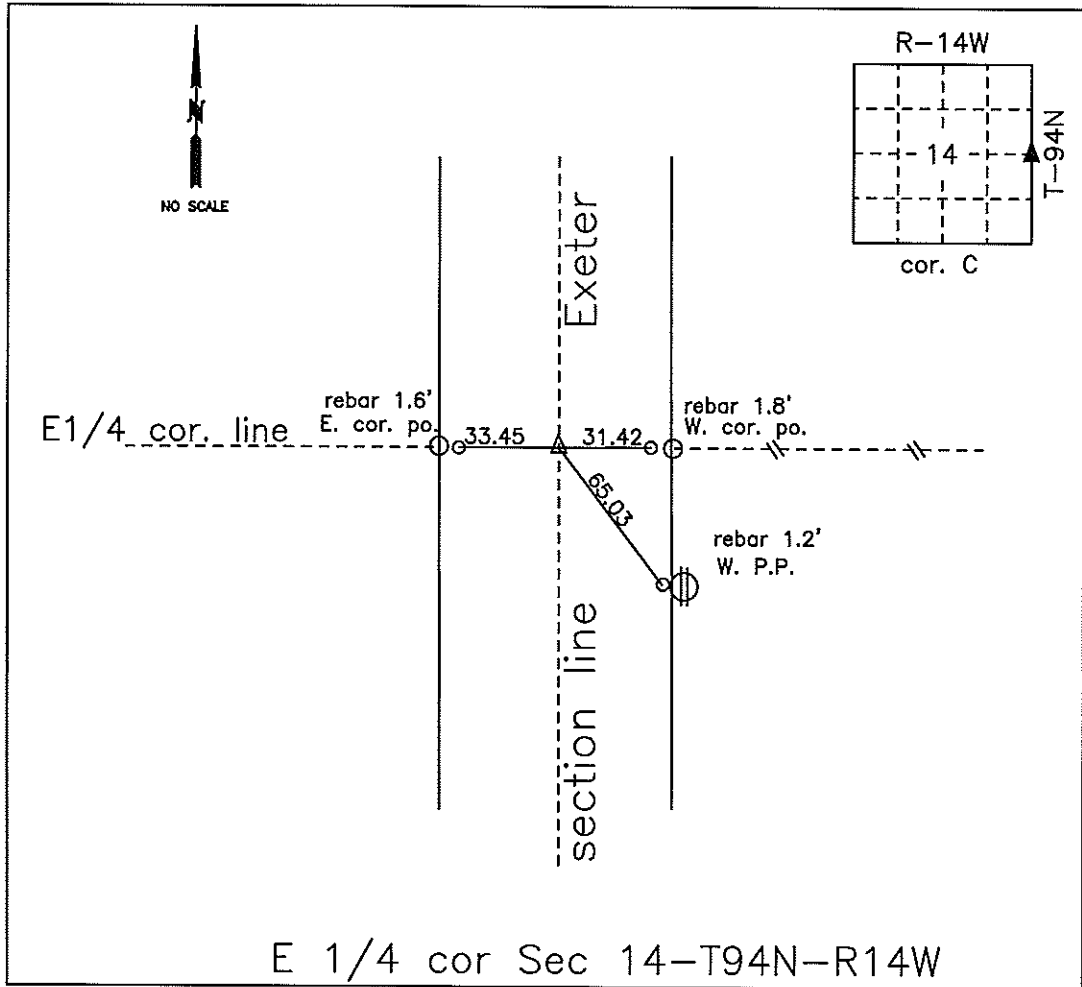 R-14W
N
NO SCALE
14
T-94N
cor. C
Exeter
rebar 1.6'
E. cor. po.
rebar 1.8'
W. cor. po.
E1/4 cor. line
33.45
31.42
65.03
rebar 1.2'
W. P.P.
section line
E 1/4 cor Sec 14-T94N-R14W